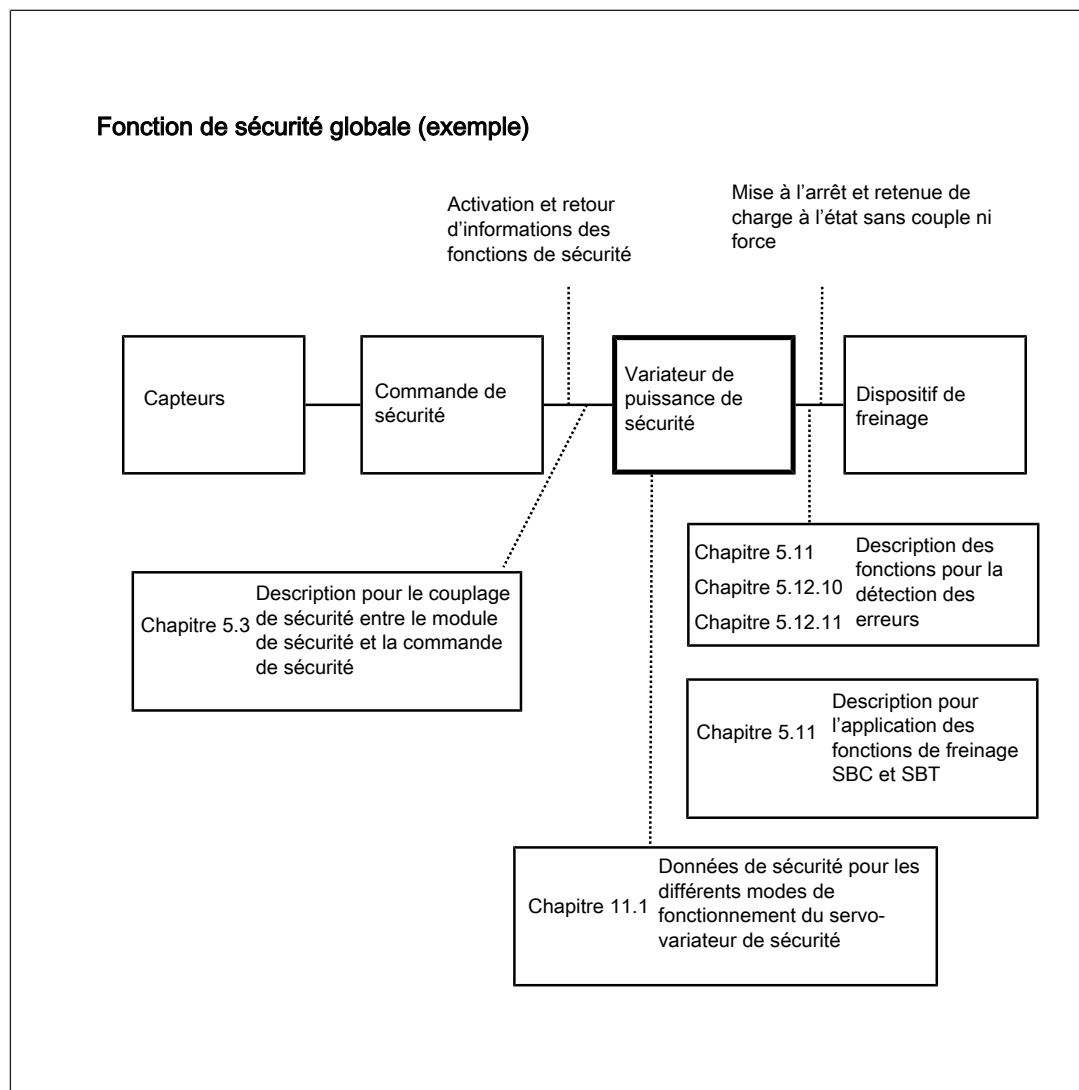 Fonction de sécurité globale (exemple)
Activation et retour
d'informations des
fonctions de sécurité
Mise à l'arrêt et retenue de
charge à l'état sans couple ni
force
Capteurs
Commande de
sécurité
Variateur de
puissance de
sécurité
Dispositif de
freinage
Chapitre 5.3
Description pour le couplage
de sécurité entre le module
de sécurité et la commande
de sécurité
Chapitre 5.11
Chapitre 5.12.10
Chapitre 5.12.11
Description des
fonctions pour la
détection des
erreurs
Chapitre 5.11
Description pour
l'application des
fonctions de freinage
SBC et SBT
Chapitre 11.1
Données de sécurité pour les
différents modes de
fonctionnement du servo-
variateur de sécurité